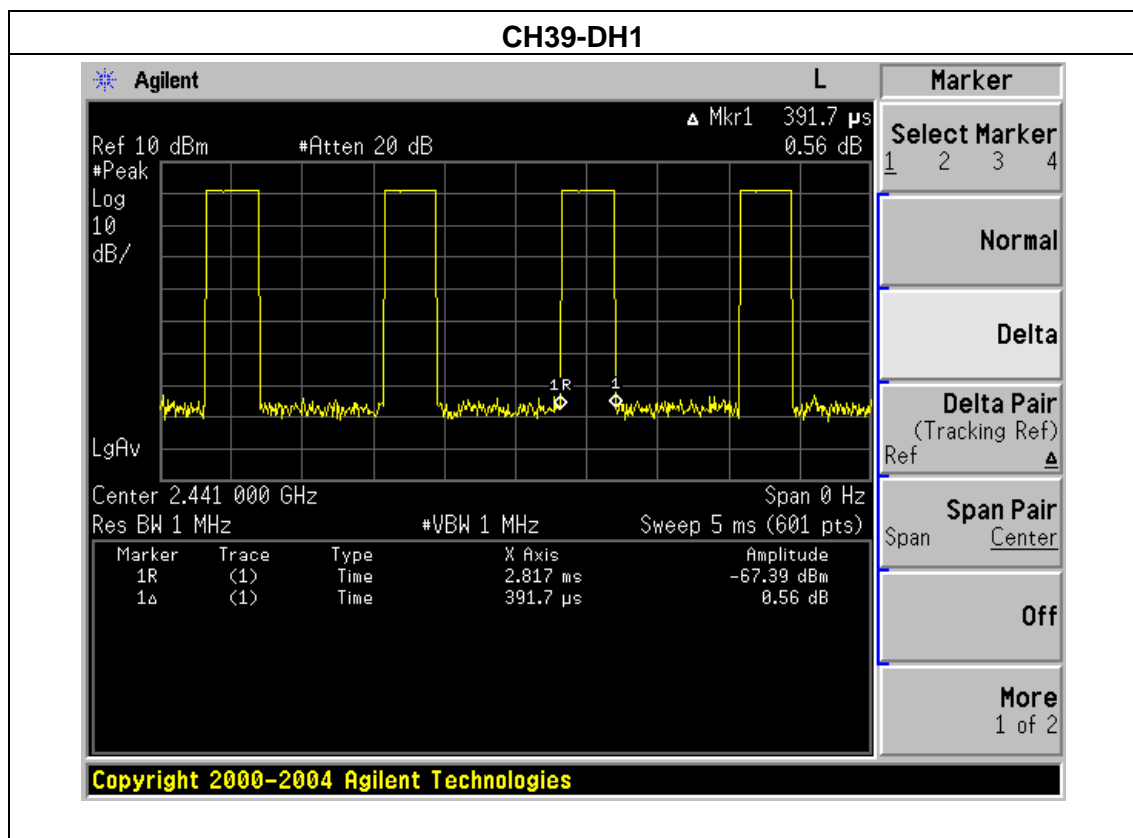 CH39-DH1
Agilent L
Δ Mkr1 391.7 µs
Ref 10 dBm #Atten 20 dB 0.56 dB
#Peak
Log
10
dB/
1R 1
LgAv
Center 2.441 000 GHz Span 0 Hz
Res BW 1 MHz #VBW 1 MHz Sweep 5 ms (601 pts)
Marker Trace Type X Axis Amplitude
1R (1) Time 2.817 ms -67.39 dBm
1Δ (1) Time 391.7 µs 0.56 dB
Marker
Select Marker
1 2 3 4
Normal
Delta
Delta Pair
(Tracking Ref)
Ref Δ
Span Pair
Span Center
Off
More
1 of 2
Copyright 2000-2004 Agilent Technologies